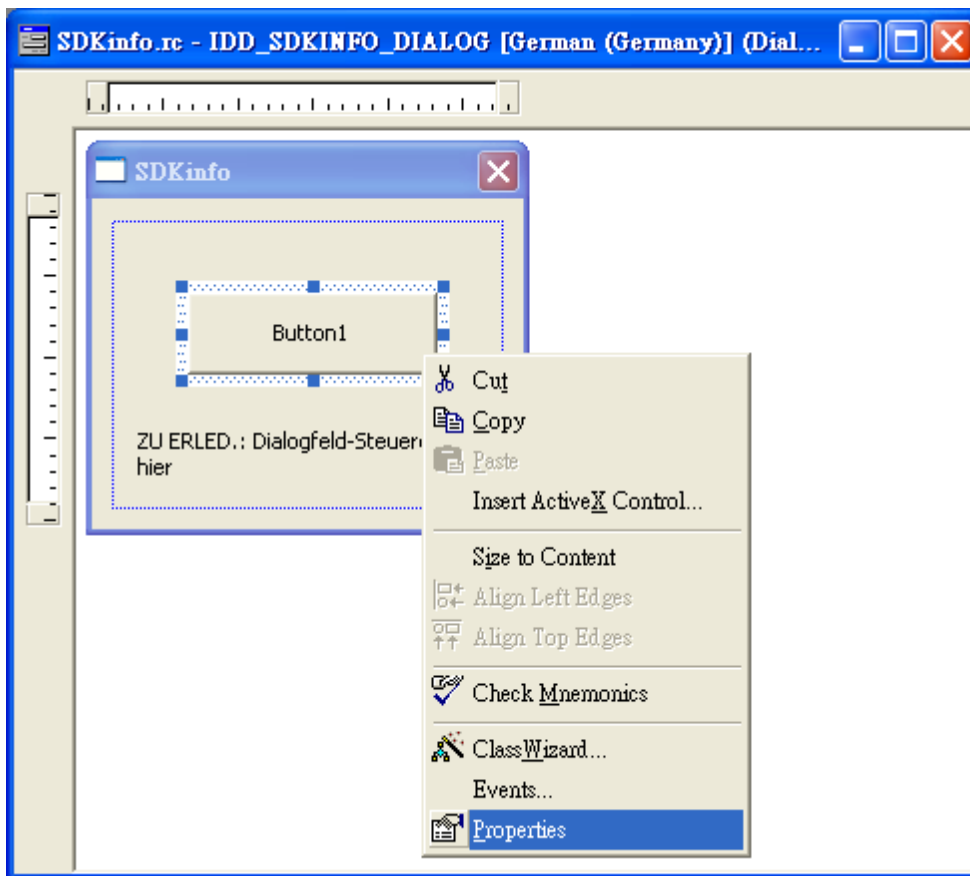 SDKinfo.rc - IDD_SDKINFO_DIALOG [German (Germany)] (Dial...
SDKinfo
Button1
ZU ERLED.: Dialogfeld-Steuer
hier
Cut
Copy
Paste
Insert ActiveX Control...
Size to Content
Align Left Edges
Align Top Edges
Check Mnemonics
ClassWizard...
Events...
Properties